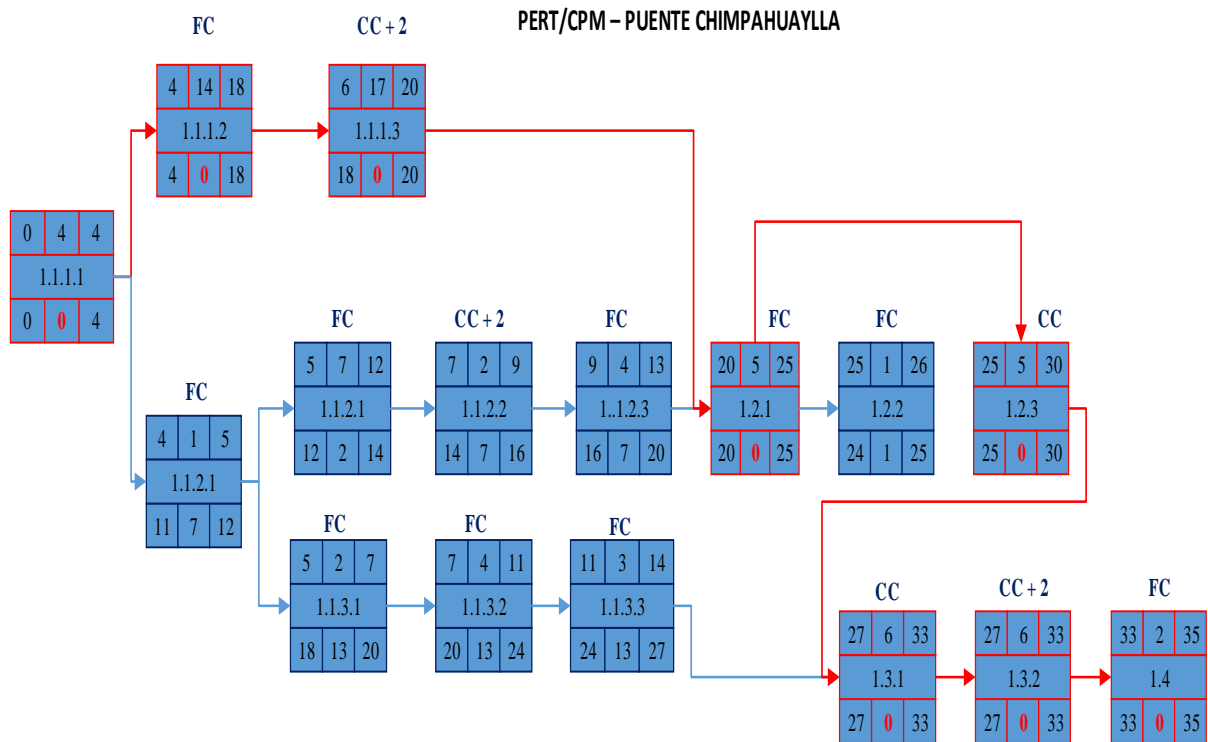 PERT/CPM – PUENTE CHIMPAHUAYLLA
FC
CC + 2
4 14 18
1.1.1.2
4 0 18
6 17 20
1.1.1.3
18 0 20
0 4 4
1.1.1.1
0 0 4
FC
4 1 5
1.1.2.1
11 7 12
FC
CC + 2
FC
FC
FC
CC
5 7 12
1.1.2.1
12 2 14
7 2 9
1.1.2.2
14 7 16
9 4 13
1..1.2.3
16 7 20
20 5 25
1.2.1
20 0 25
25 1 26
1.2.2
24 1 25
25 5 30
1.2.3
25 0 30
FC
FC
FC
5 2 7
1.1.3.1
18 13 20
7 4 11
1.1.3.2
20 13 24
11 3 14
1.1.3.3
24 13 27
CC
CC + 2
FC
27 6 33
1.3.1
27 0 33
27 6 33
1.3.2
27 0 33
33 2 35
1.4
33 0 35